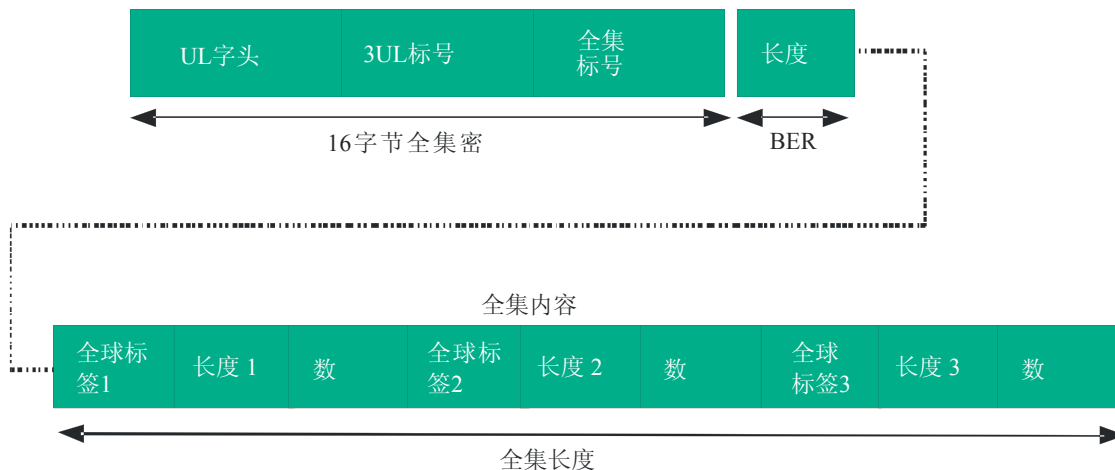 UL字头
3UL标号
全集
标号
长度
16字节全集密
BER
全集内容
全球标
签1
长度 1
数
全球标
签2
长度 2
数
全球
标签3
长度 3
数
全集长度